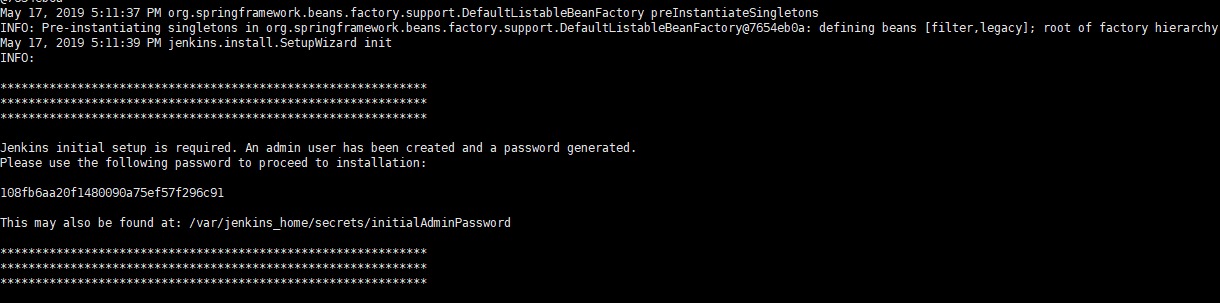 May 17, 2019 5:11:37 PM org.springframework.beans.factory.support.DefaultListableBeanFactory preInstantiateSingletons
INFO: Pre-instantiating singletons in org.springframework.beans.factory.support.DefaultListableBeanFactory@7654eb0a: defining beans [filter,legacy]; root of factory hierarchy
May 17, 2019 5:11:39 PM jenkins.install.SetupWizard init
INFO:
*************************************************************
*************************************************************
*************************************************************
Jenkins initial setup is required. An admin user has been created and a password generated.
Please use the following password to proceed to installation:
108fb6aa20f1480090a75ef57f296c91
This may also be found at: /var/jenkins_home/secrets/initialAdminPassword
*************************************************************
*************************************************************
*************************************************************